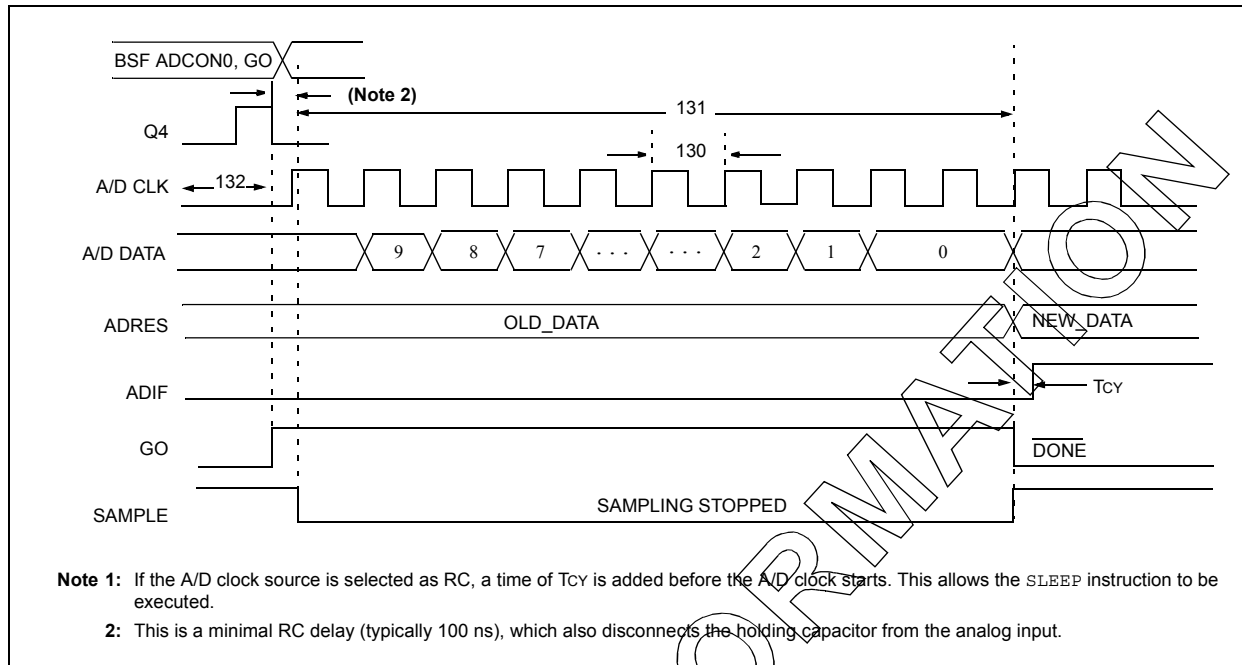 BSF ADCON0, GO
(Note 2)
131
Q4
130
A/D CLK
132
A/D DATA
9 8 7 . . . . . . 2 1 0
ADRES
OLD_DATA
NEW_DATA
ADIF
TCY
GO
DONE
SAMPLE
SAMPLING STOPPED
Note 1: If the A/D clock source is selected as RC, a time of TCY is added before the A/D clock starts. This allows the SLEEP instruction to be
executed.
2: This is a minimal RC delay (typically 100 ns), which also disconnects the holding capacitor from the analog input.
ORMATION